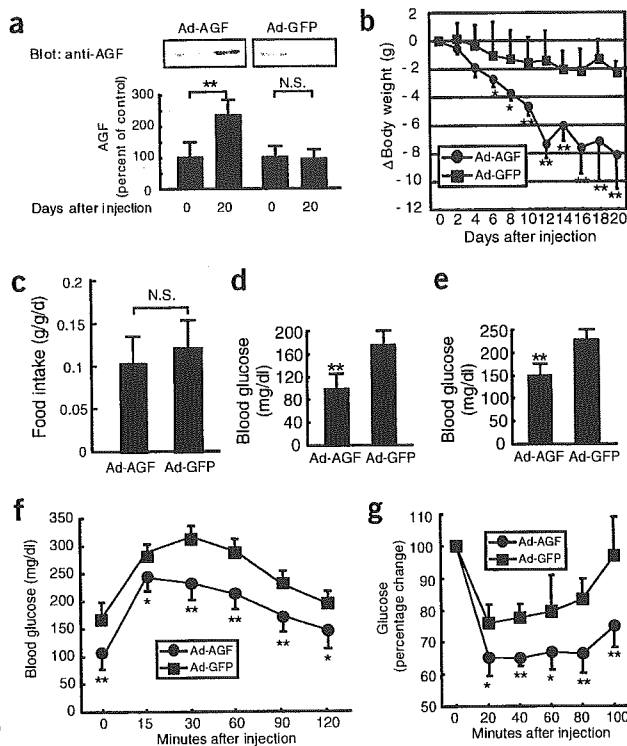 a
Ad-AGF Ad-GFP
Blot: anti-AGF
** N.S.
AGF
(percent of control)
300
200
100
0
Days after injection 0 20 0 20
b
Δ Body weight (g)
0
- 2
- 4
- 6
- 8
- 10
- 12
* * ** ** ** ** ** **
Ad-AGF
Ad-GFP
0 2 4 6 8 10 12 14 16 18 20
Days after injection
c
Food intake (g/g/d)
0.2
0.15
0.1
0.05
0
N.S.
Ad-AGF Ad-GFP
d
Blood glucose
(mg/dl)
200
160
120
80
40
0
**
Ad-AGF Ad-GFP
e
Blood glucose
(mg/dl)
250
200
150
100
50
0
**
Ad-AGF Ad-GFP
f
Blood glucose (mg/dl)
350
300
250
200
150
100
50
0
** * ** ** ** *
Ad-AGF
Ad-GFP
0 15 30 60 90 120
Minutes after injection
g
Glucose
(percentage change)
110
100
90
80
70
60
50
Ad-AGF
Ad-GFP
* ** * ** **
0 20 40 60 80 100
Minutes after injection